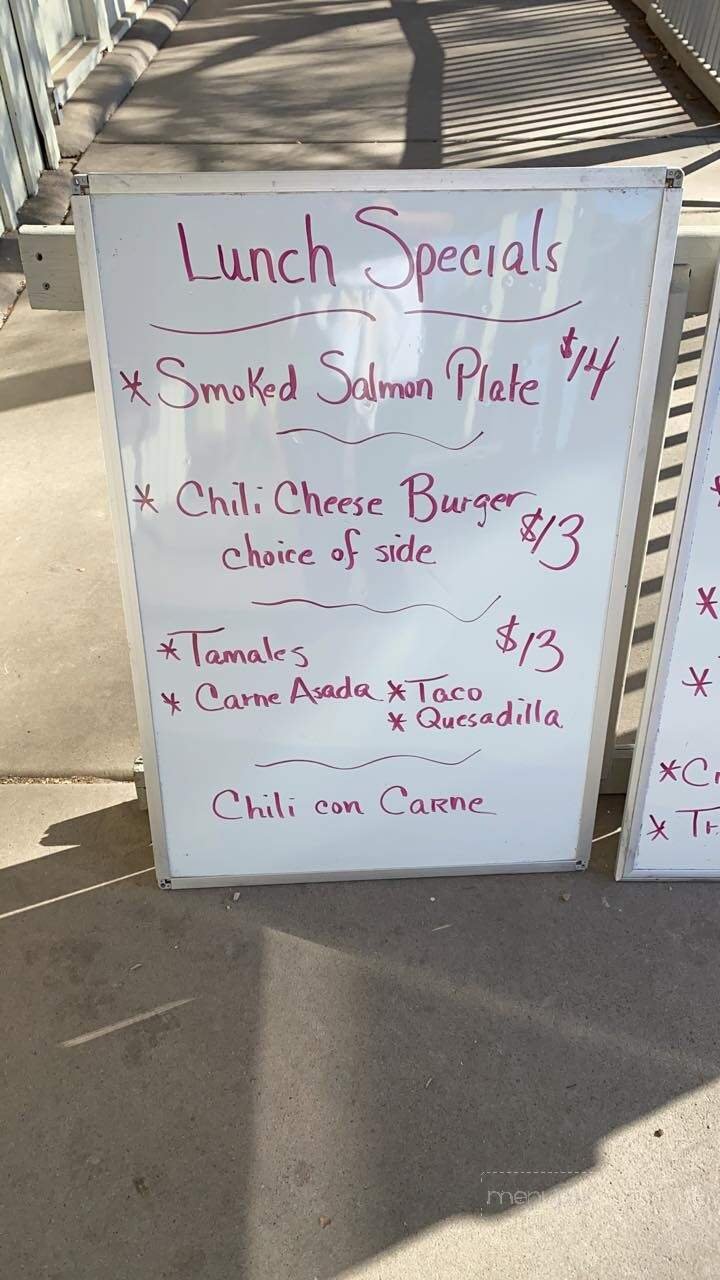 Lunch Specials
* Smoked Salmon Plate $14
* Chili Cheese Burger
choice of side $13
* Tamales $13
* Carne Asada * Taco
* Quesadilla
Chili con Carne
*
*
* C
* T